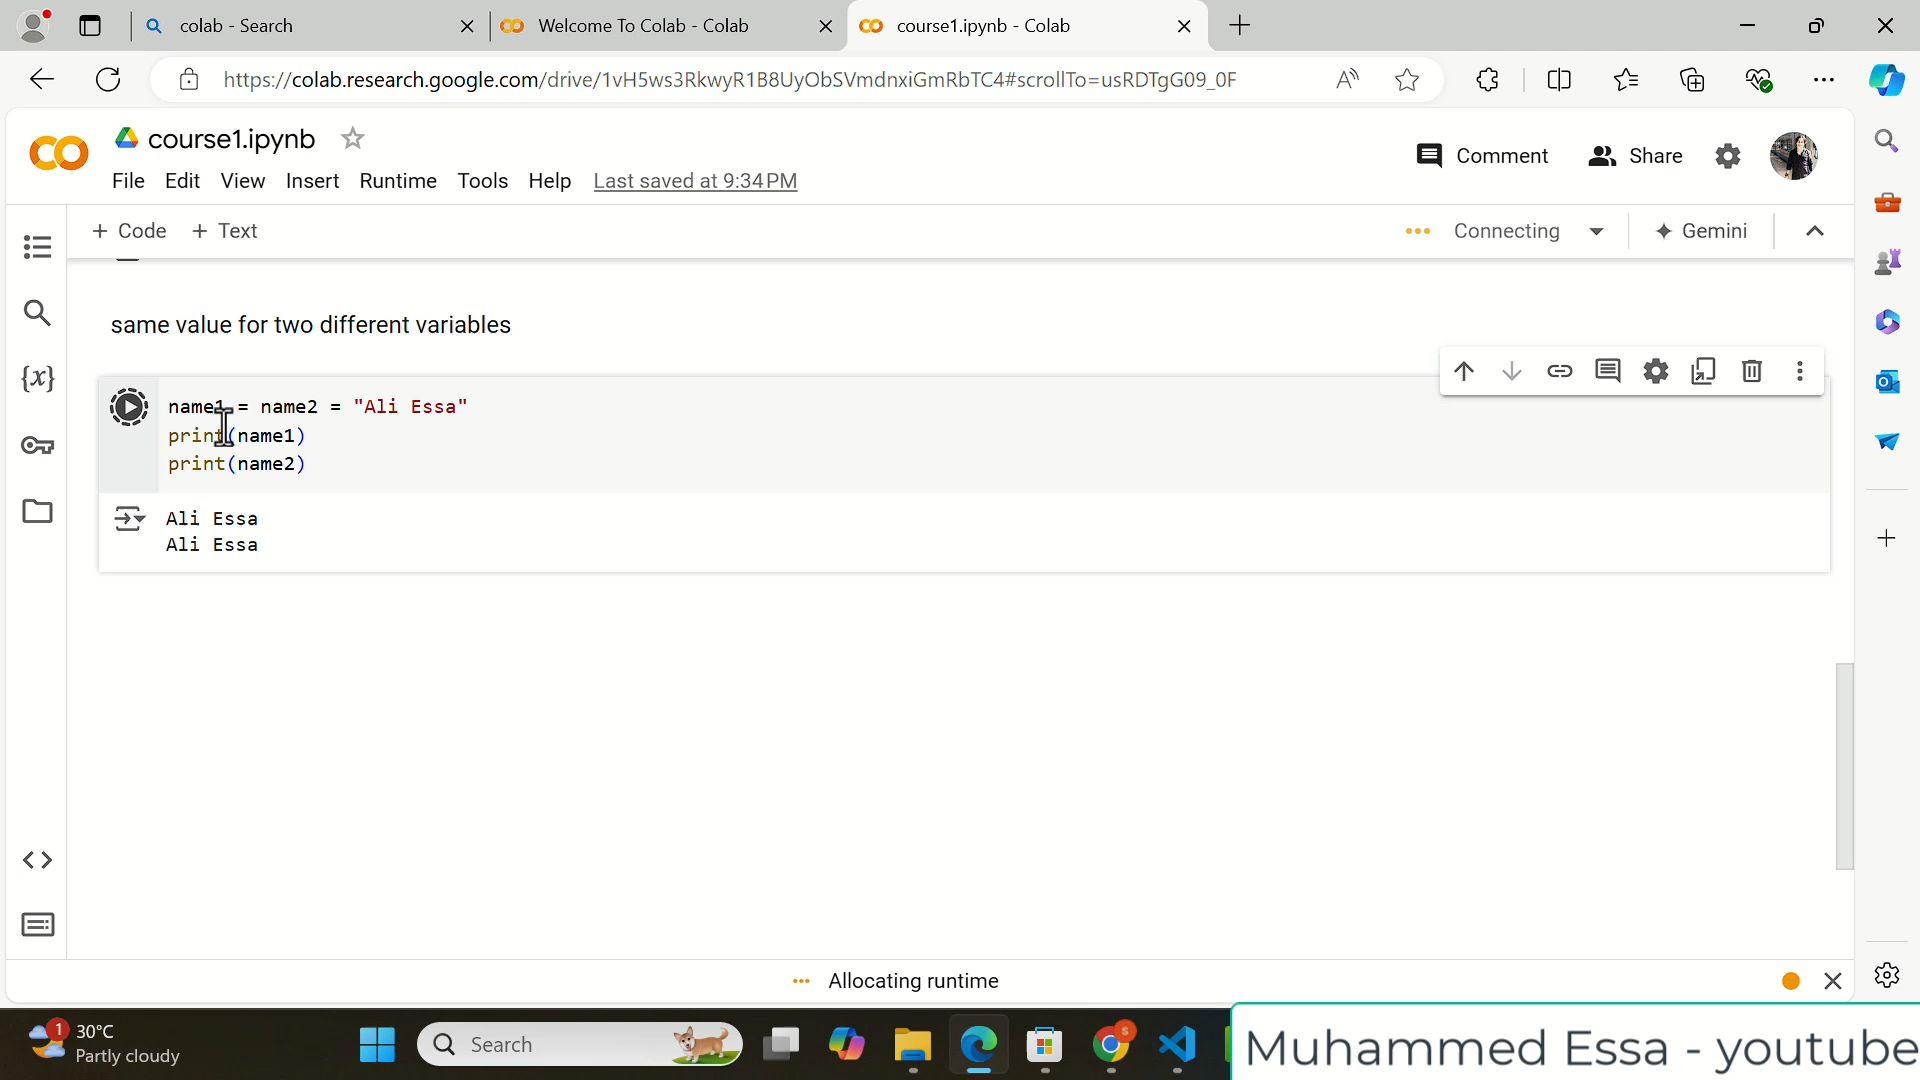 colab - Search
Welcome To Colab - Colab
course1.ipynb - Colab
https://colab.research.google.com/drive/1vH5ws3RkwyR1B8UyObSVmdnxiGmRbTC4#scrollTo=usRDTgG09_0F
course1.ipynb
Comment
Share
File Edit View Insert Runtime Tools Help Last saved at 9:34 PM
+ Code + Text
Connecting
Gemini
same value for two different variables
name1 = name2 = "Ali Essa"
print(name1)
print(name2)
Ali Essa
Ali Essa
Allocating runtime
1
30°C
Partly cloudy
Search
S
Muhammed Essa - youtube